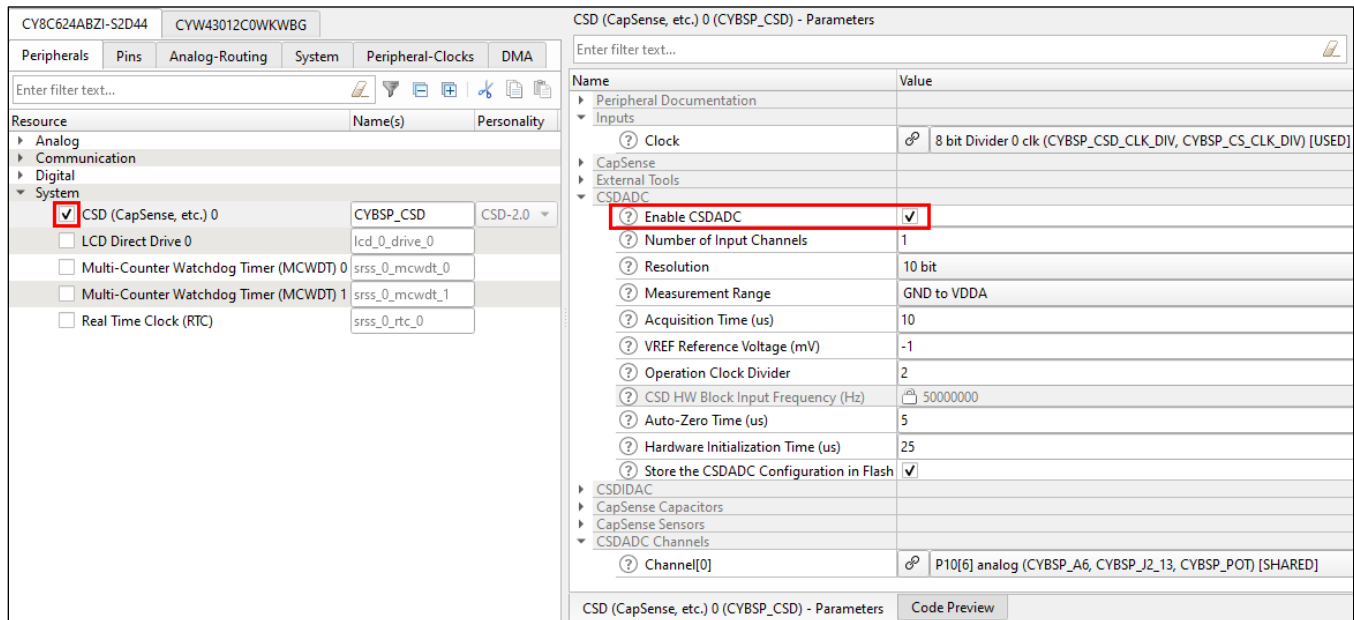 CY8C624ABZI-S2D44 CYW43012C0WKWBG
Peripherals Pins Analog-Routing System Peripheral-Clocks DMA
Enter filter text...
Resource Name(s) Personality
Analog
Communication
Digital
System
CSD (CapSense, etc.) 0 CYBSP_CSD CSD-2.0
LCD Direct Drive 0 lcd_0_drive_0
Multi-Counter Watchdog Timer (MCWDT) 0 srss_0_mcwdt_0
Multi-Counter Watchdog Timer (MCWDT) 1 srss_0_mcwdt_1
Real Time Clock (RTC) srss_0_rtc_0
CSD (CapSense, etc.) 0 (CYBSP_CSD) - Parameters
Enter filter text...
Name Value
Peripheral Documentation
Inputs
Clock 8 bit Divider 0 clk (CYBSP_CSD_CLK_DIV, CYBSP_CS_CLK_DIV) [USED]
CapSense
External Tools
CSDADC
Enable CSDADC
Number of Input Channels 1
Resolution 10 bit
Measurement Range GND to VDDA
Acquisition Time (us) 10
VREF Reference Voltage (mV) -1
Operation Clock Divider 2
CSD HW Block Input Frequency (Hz) 50000000
Auto-Zero Time (us) 5
Hardware Initialization Time (us) 25
Store the CSDADC Configuration in Flash
CSDIDAC
CapSense Capacitors
CapSense Sensors
CSDADC Channels
Channel[0] P10[6] analog (CYBSP_A6, CYBSP_J2_13, CYBSP_POT) [SHARED]
CSD (CapSense, etc.) 0 (CYBSP_CSD) - Parameters Code Preview